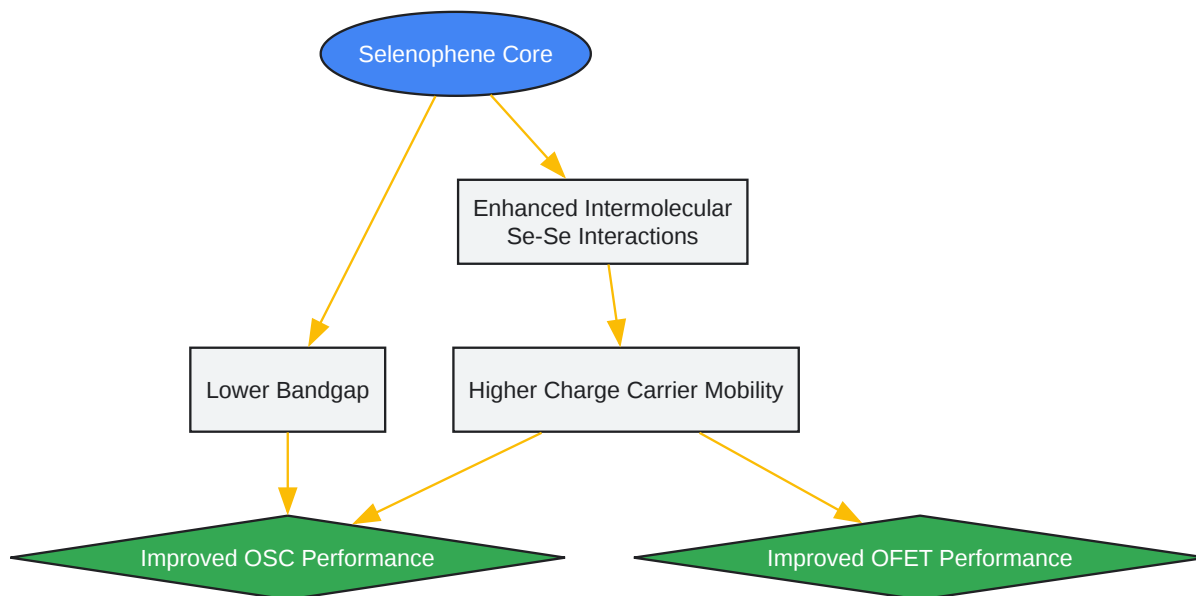 Selenophene Core
Enhanced Intermolecular
Se-Se Interactions
Lower Bandgap
Higher Charge Carrier Mobility
Improved OSC Performance
Improved OFET Performance